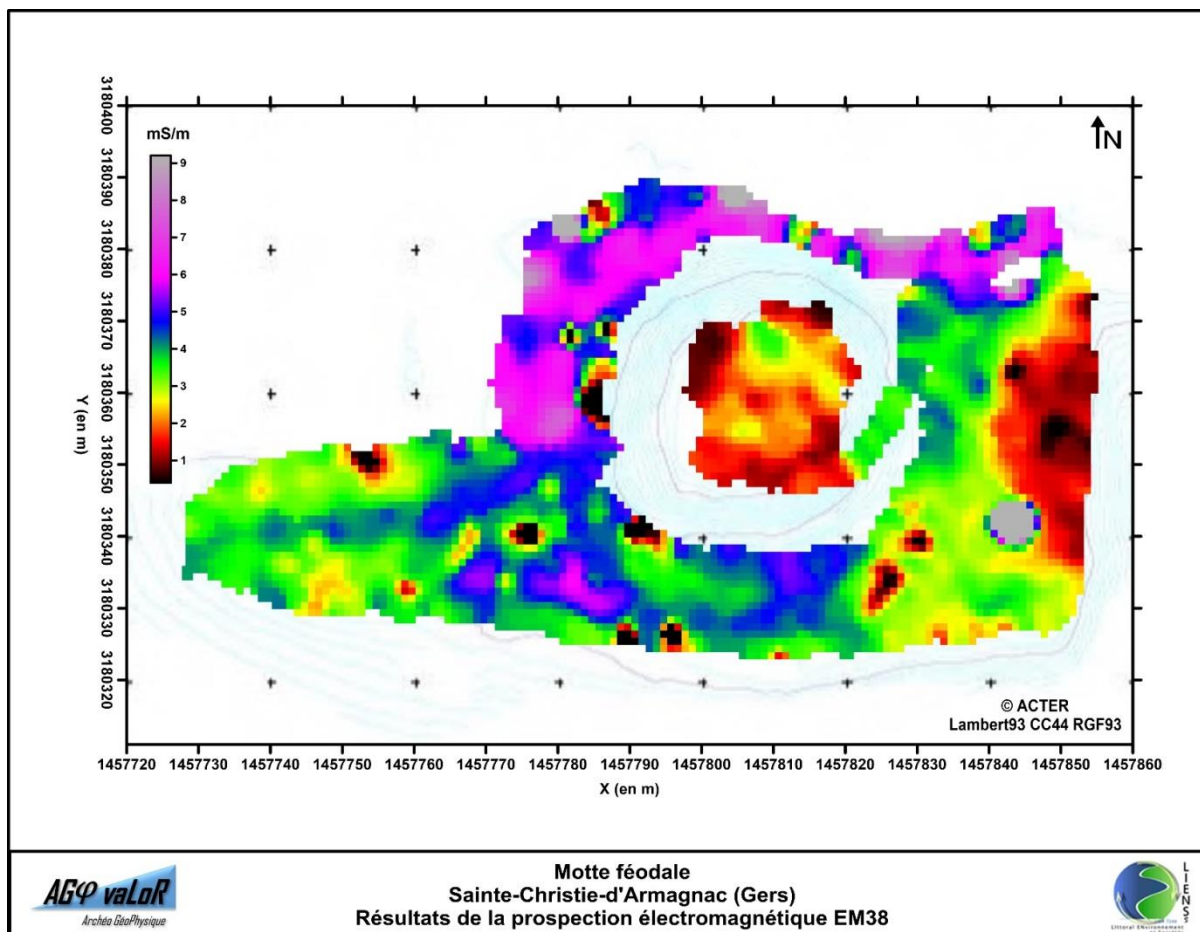 mS/m
9
8
7
6
5
4
3
2
1
N
3180400
3180390
3180380
3180370
3180360
3180350
3180340
3180330
3180320
Y (en m)
© ACTER
Lambert93 CC44 RGF93
1457720 1457730 1457740 1457750 1457760 1457770 1457780 1457790 1457800 1457810 1457820 1457830 1457840 1457850 1457860
X (en m)
AGφ valoR
Archéo GéoPhysique
Motte féodale
Sainte-Christie-d'Armagnac (Gers)
Résultats de la prospection électromagnétique EM38
LIENSs
Littoral ENvironnement